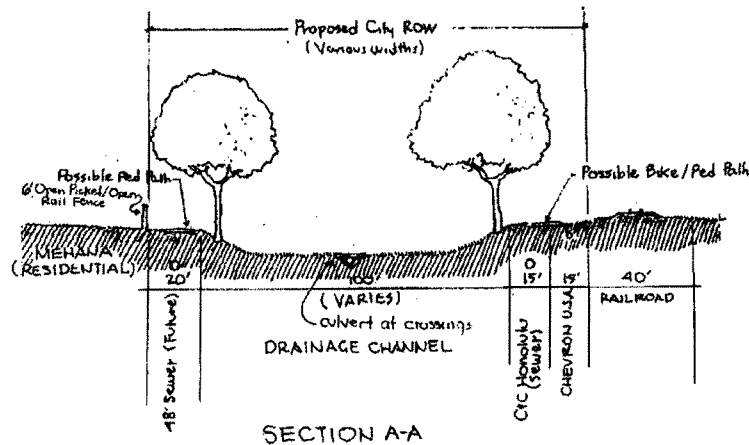 Proposed City ROW
(Various widths)
Possible Ped Path
6' Open Picket/Open
Rail Fence
Possible Bike/Ped Path
MEHANA
(RESIDENTIAL)
0
20'
100'
(VARIES)
culvert at crossings
DRAINAGE CHANNEL
0
15'
15'
40'
RAILROAD
48" Sewer (Future)
C&C Honolulu
(sewer)
CHEVRON USA
SECTION A-A